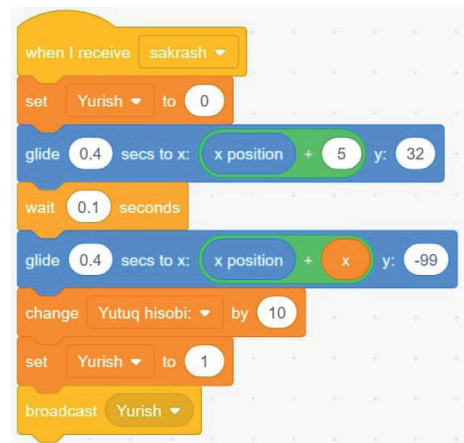 when I receive sakrash
set Yurish to 0
glide 0.4 secs to x: x position + 5 y: 32
wait 0.1 seconds
glide 0.4 secs to x: x position + x y: -99
change Yutuq hisobi: by 10
set Yurish to 1
broadcast Yurish